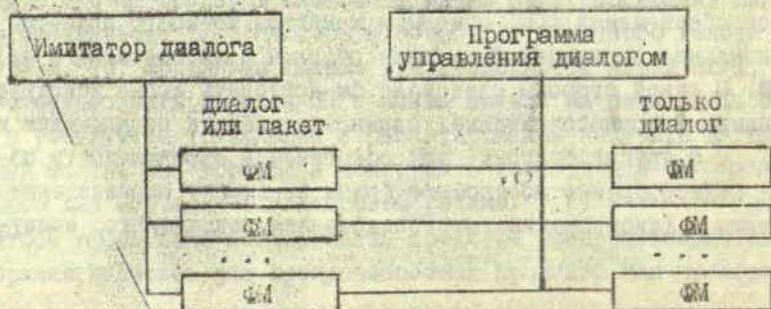 Имитатор диалога
Программа
управления диалогом
диалог
или пакет
только
диалог
ФМ
ФМ
ФМ
ФМ
. . .
. . .
ФМ
ФМ